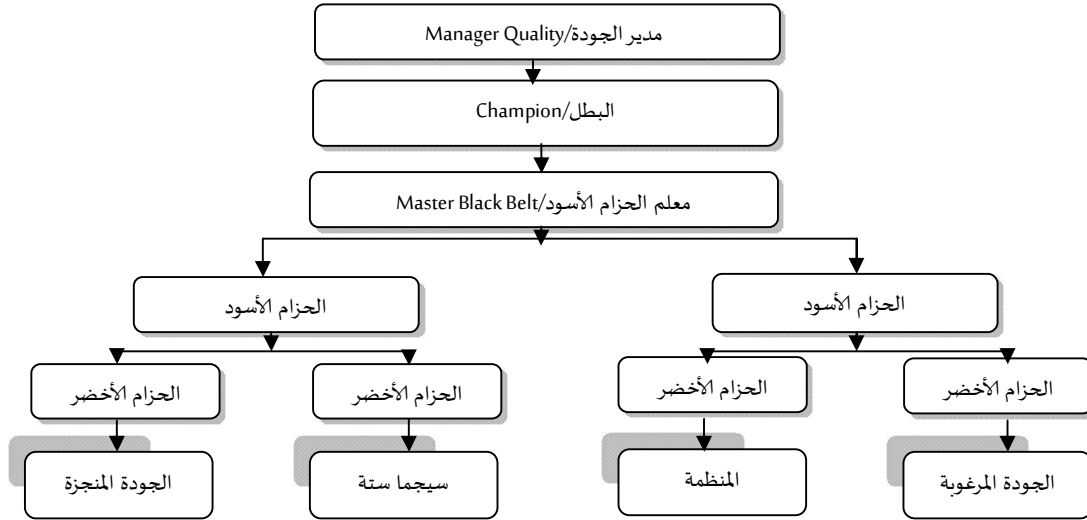 مدير الجودة/Manager Quality
البطل/Champion
معلم الحزام الأسود/Master Black Belt
الحزام الأسود
الحزام الأسود
الحزام الأخضر
الحزام الأخضر
الحزام الأخضر
الحزام الأخضر
الجودة المرغوبة
المنظمة
سيجما ستة
الجودة المنجزة